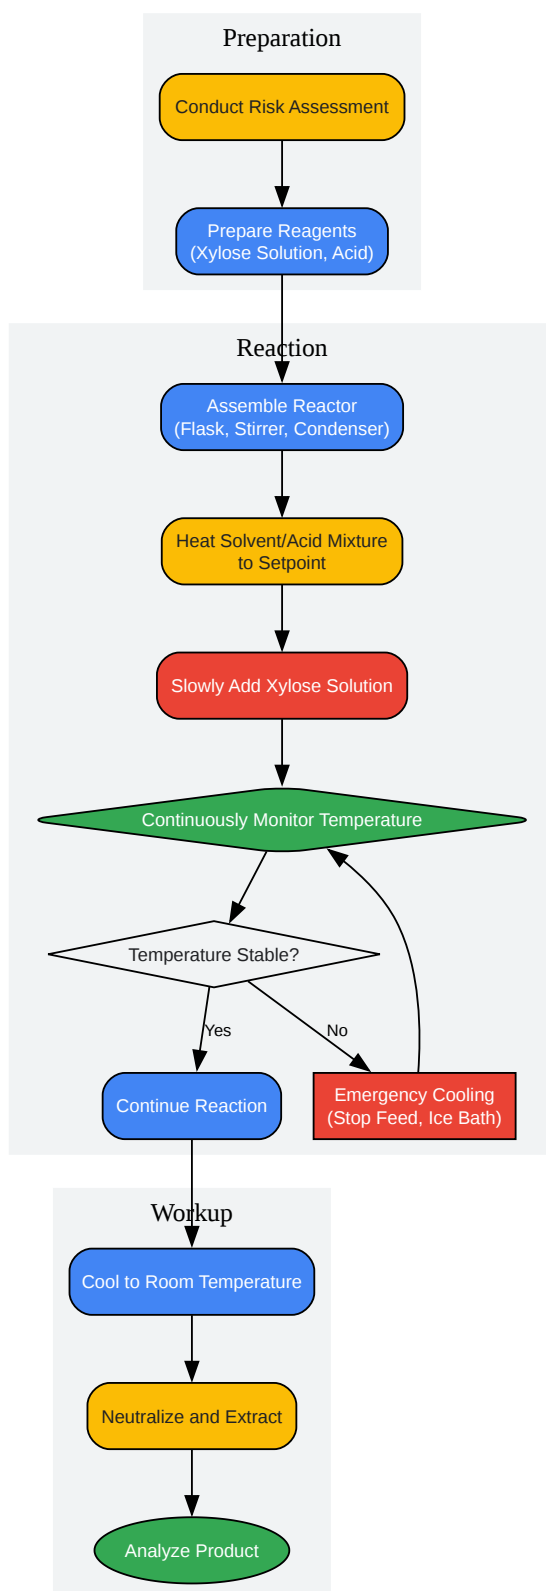 Preparation
Conduct Risk Assessment
Prepare Reagents
(Xylose Solution, Acid)
Reaction
Assemble Reactor
(Flask, Stirrer, Condenser)
Heat Solvent/Acid Mixture
to Setpoint
Slowly Add Xylose Solution
Continuously Monitor Temperature
Temperature Stable?
Yes
No
Continue Reaction
Emergency Cooling
(Stop Feed, Ice Bath)
Workup
Cool to Room Temperature
Neutralize and Extract
Analyze Product